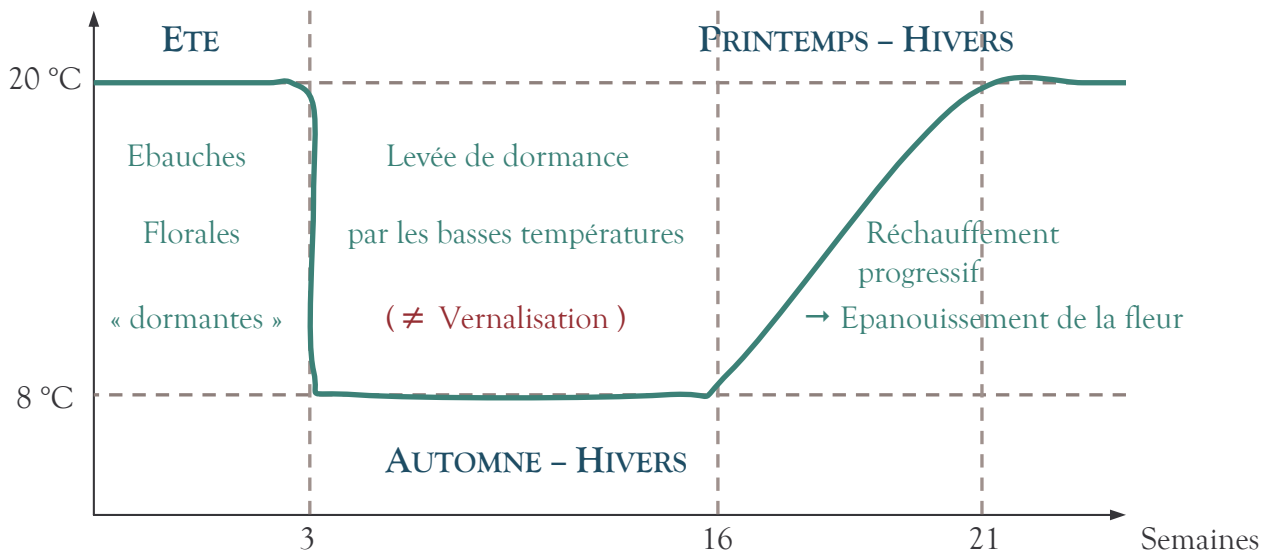 ETE
PRINTEMPS – HIVERS
20 °C
Ebauches
Levée de dormance
Florales
par les basses températures
Réchauffement
progressif
« dormantes »
( ≠ Vernalisation )
→ Epanouissement de la fleur
8 °C
AUTOMNE – HIVERS
3
16
21
Semaines